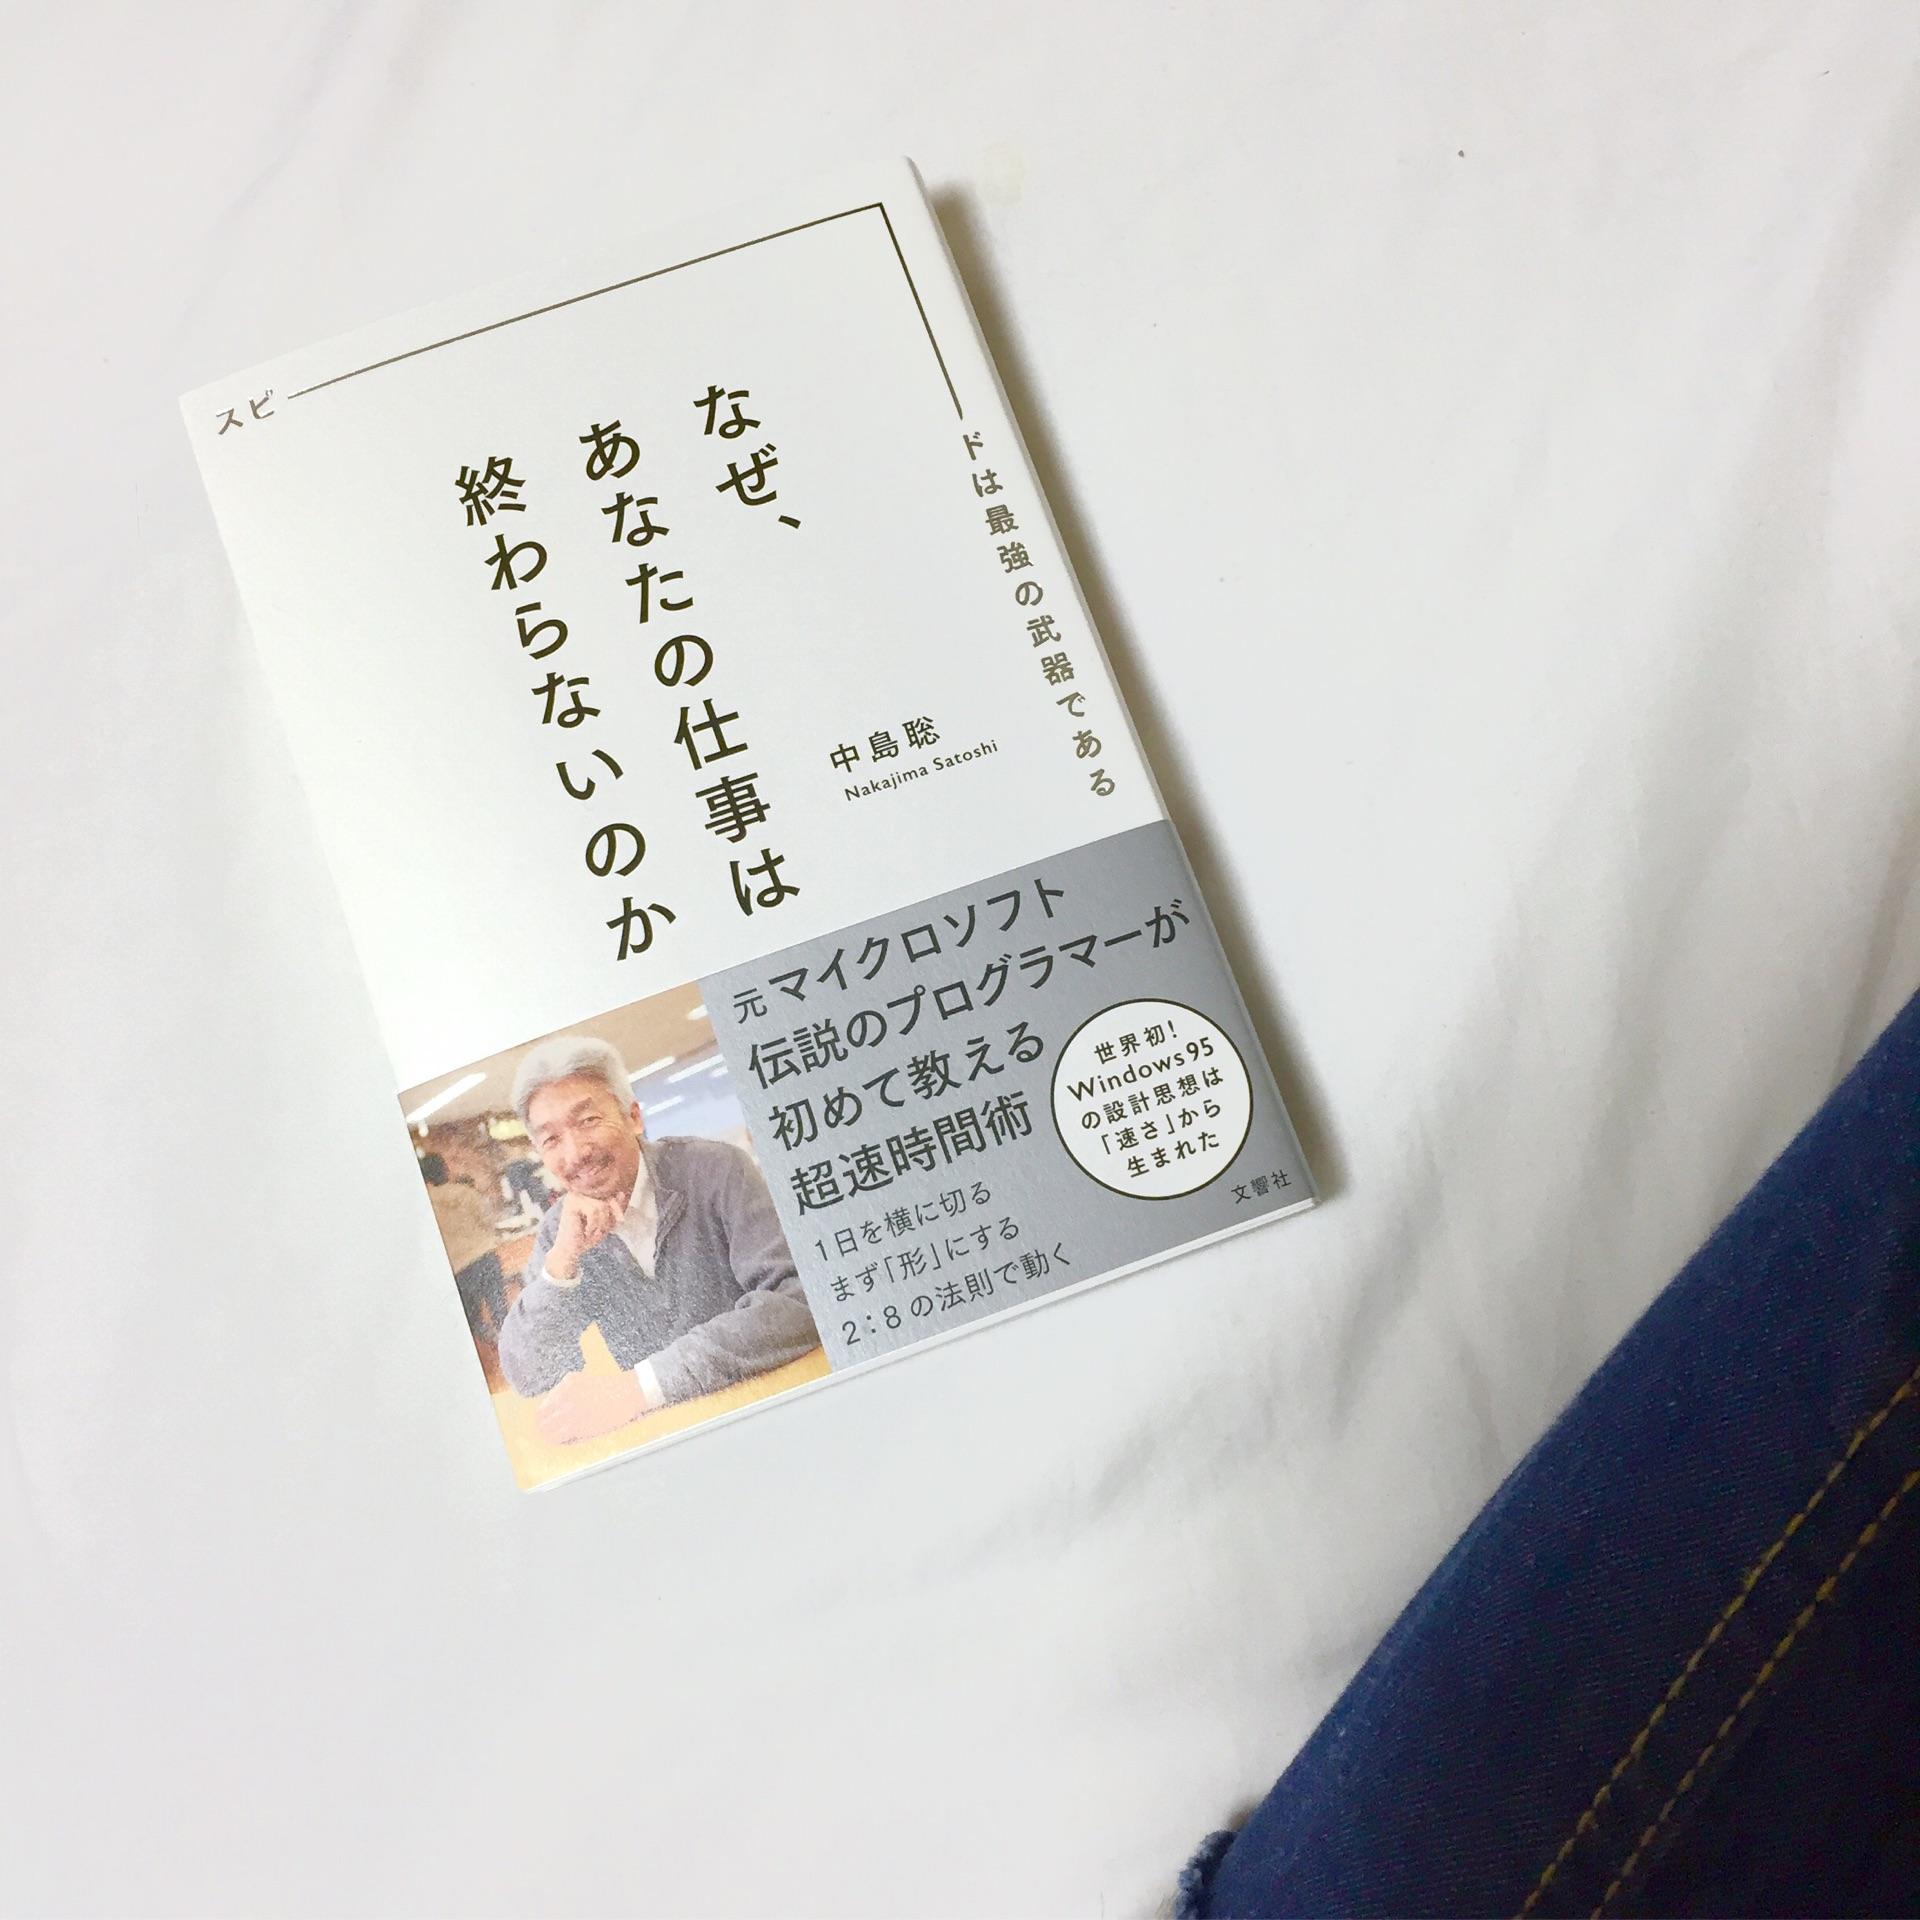 スピードは最強の武器である
なぜ、
あなたの仕事は
終わらないのか
中島聡
Nakajima Satoshi
元マイクロソフト
伝説のプログラマーが
初めて教える
超速時間術
1日を横に切る
まず「形」にする
2:8の法則で動く
世界初!
Windows95
の設計思想は
「速さ」から
生まれた
文響社